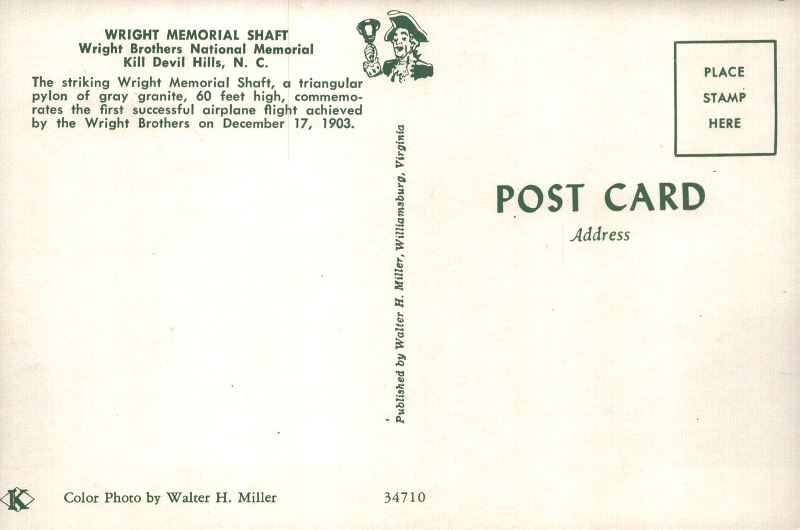 WRIGHT MEMORIAL SHAFT
Wright Brothers National Memorial
Kill Devil Hills, N. C.
The striking Wright Memorial Shaft, a triangular
pylon of gray granite, 60 feet high, commemo-
rates the first successful airplane flight achieved
by the Wright Brothers on December 17, 1903.
Published by Walter H. Miller, Williamsburg, Virginia
PLACE
STAMP
HERE
POST CARD
Address
K
Color Photo by Walter H. Miller
34710